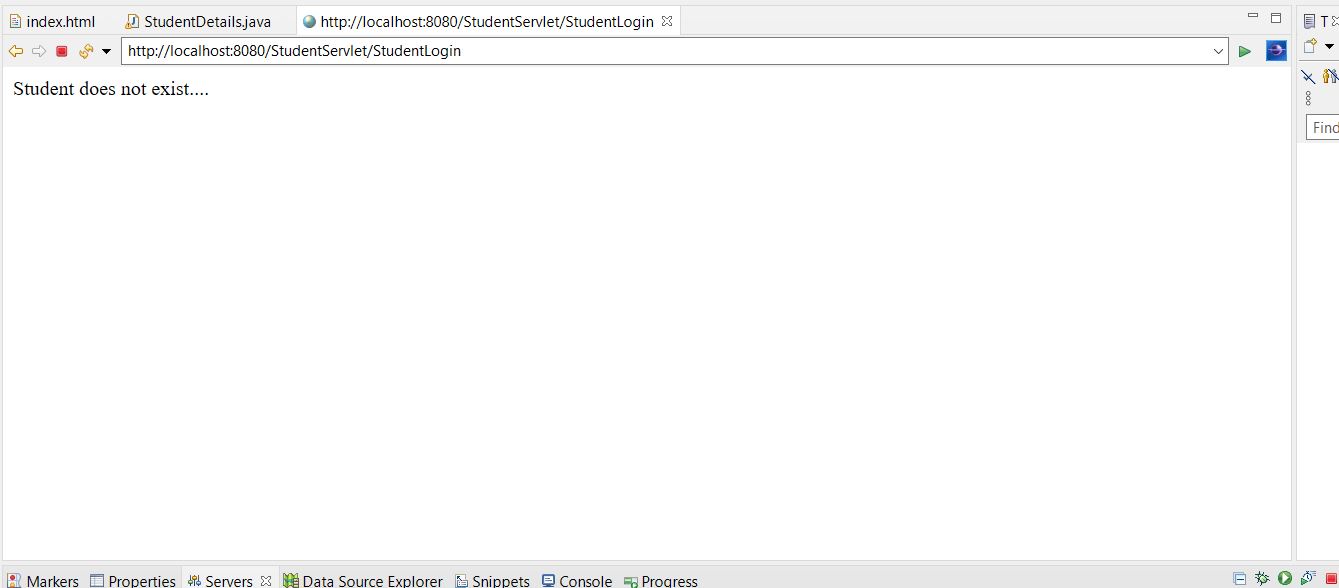 index.html StudentDetails.java http://localhost:8080/StudentServlet/StudentLogin T
http://localhost:8080/StudentServlet/StudentLogin
Student does not exist....
Find
Markers Properties Servers Data Source Explorer Snippets Console Progress